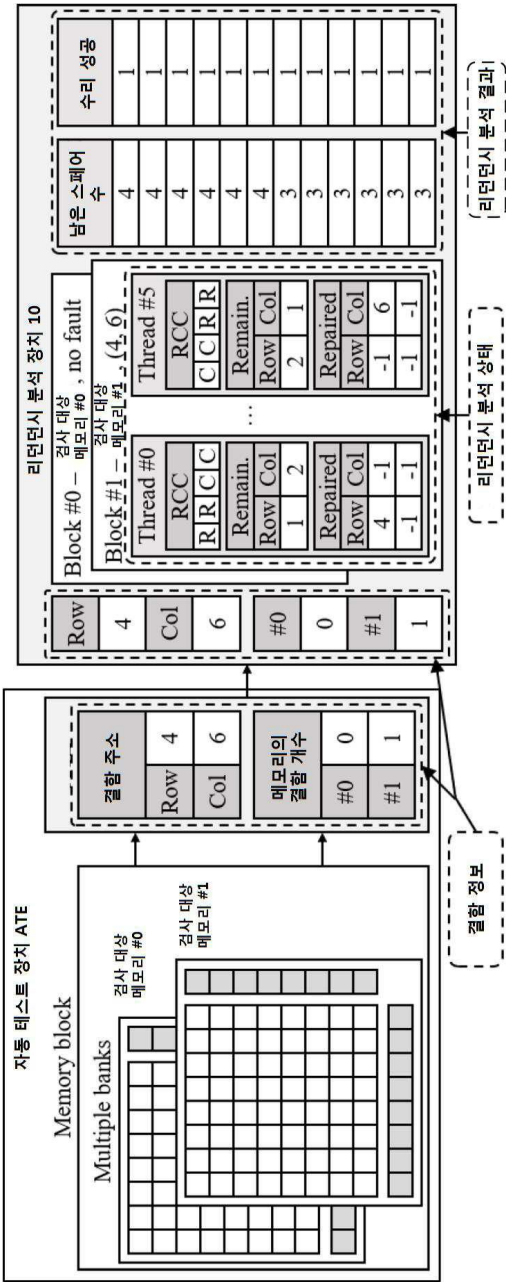 자동 테스트 장치 ATE
Memory block
Multiple banks
검사 대상
메모리 #0
검사 대상
메모리 #1
결함 주소
Row 4
Col 6
메모리의
결함 개수
#0 0
#1 1
결함 정보
리던던시 분석 장치 10
Row
4
Col
6
#0
0
#1
1
Block #0 – 검사 대상 메모리 #0 , no fault
Block #1 – 검사 대상 메모리 #1 , (4, 6)
Thread #0
RCC
R R C C
Remain.
Row Col
1 2
Repaired
Row Col
4 -1
-1 -1
...
Thread #5
RCC
C C R R
Remain.
Row Col
2 1
Repaired
Row Col
-1 6
-1 -1
리던던시 분석 상태
남은 스페어
수
4
4
4
4
4
4
3
3
3
3
3
3
수리 성공
1
1
1
1
1
1
1
1
1
1
1
1
리던던시 분석 결과